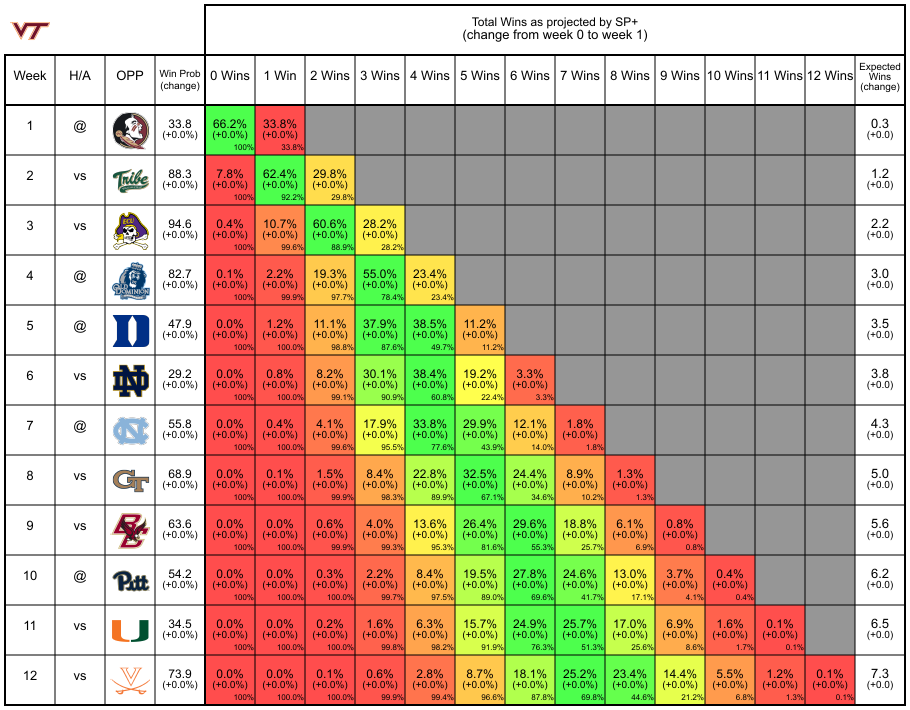 VT
Total Wins as projected by SP+
(change from week 0 to week 1)
Week H/A OPP Win Prob (change) 0 Wins 1 Win 2 Wins 3 Wins 4 Wins 5 Wins 6 Wins 7 Wins 8 Wins 9 Wins 10 Wins 11 Wins 12 Wins Expected Wins (change)
1 @ 33.8 66.2% 33.8% 0.3
(+0.0%) (+0.0%) (+0.0%) (+0.0)
100% 33.8%
2 vs Tribe 88.3 7.8% 62.4% 29.8% 1.2
(+0.0%) (+0.0%) (+0.0%) (+0.0%) (+0.0)
100% 92.2% 29.8%
3 vs ECU 94.6 0.4% 10.7% 60.6% 28.2% 2.2
(+0.0%) (+0.0%) (+0.0%) (+0.0%) (+0.0%) (+0.0)
100% 99.6% 88.9% 28.2%
4 @ OLD DOMINION 82.7 0.1% 2.2% 19.3% 55.0% 23.4% 3.0
(+0.0%) (+0.0%) (+0.0%) (+0.0%) (+0.0%) (+0.0%) (+0.0)
100% 99.9% 97.7% 78.4% 23.4%
5 @ D 47.9 0.0% 1.2% 11.1% 37.9% 38.5% 11.2% 3.5
(+0.0%) (+0.0%) (+0.0%) (+0.0%) (+0.0%) (+0.0%) (+0.0%) (+0.0)
100% 100.0% 98.8% 87.6% 49.7% 11.2%
6 vs ND 29.2 0.0% 0.8% 8.2% 30.1% 38.4% 19.2% 3.3% 3.8
(+0.0%) (+0.0%) (+0.0%) (+0.0%) (+0.0%) (+0.0%) (+0.0%) (+0.0%) (+0.0)
100% 100.0% 99.1% 90.9% 60.8% 22.4% 3.3%
7 @ NC 55.8 0.0% 0.4% 4.1% 17.9% 33.8% 29.9% 12.1% 1.8% 4.3
(+0.0%) (+0.0%) (+0.0%) (+0.0%) (+0.0%) (+0.0%) (+0.0%) (+0.0%) (+0.0%) (+0.0)
100% 100.0% 99.6% 95.5% 77.6% 43.9% 14.0% 1.8%
8 vs GT 68.9 0.0% 0.1% 1.5% 8.4% 22.8% 32.5% 24.4% 8.9% 1.3% 5.0
(+0.0%) (+0.0%) (+0.0%) (+0.0%) (+0.0%) (+0.0%) (+0.0%) (+0.0%) (+0.0%) (+0.0%) (+0.0)
100% 100.0% 99.9% 98.3% 89.9% 67.1% 34.6% 10.2% 1.3%
9 vs BC 63.6 0.0% 0.0% 0.6% 4.0% 13.6% 26.4% 29.6% 18.8% 6.1% 0.8% 5.6
(+0.0%) (+0.0%) (+0.0%) (+0.0%) (+0.0%) (+0.0%) (+0.0%) (+0.0%) (+0.0%) (+0.0%) (+0.0%) (+0.0)
100% 100.0% 99.9% 99.3% 95.3% 81.6% 55.3% 25.7% 6.9% 0.8%
10 @ Pitt 54.2 0.0% 0.0% 0.3% 2.2% 8.4% 19.5% 27.8% 24.6% 13.0% 3.7% 0.4% 6.2
(+0.0%) (+0.0%) (+0.0%) (+0.0%) (+0.0%) (+0.0%) (+0.0%) (+0.0%) (+0.0%) (+0.0%) (+0.0%) (+0.0%) (+0.0)
100% 100.0% 100.0% 99.7% 97.5% 89.0% 69.6% 41.7% 17.1% 4.1% 0.4%
11 vs U 34.5 0.0% 0.0% 0.2% 1.6% 6.3% 15.7% 24.9% 25.7% 17.0% 6.9% 1.6% 0.1% 6.5
(+0.0%) (+0.0%) (+0.0%) (+0.0%) (+0.0%) (+0.0%) (+0.0%) (+0.0%) (+0.0%) (+0.0%) (+0.0%) (+0.0%) (+0.0%) (+0.0)
100% 100.0% 100.0% 99.8% 98.2% 91.9% 76.3% 51.3% 25.6% 8.6% 1.7% 0.1%
12 vs V 73.9 0.0% 0.0% 0.1% 0.6% 2.8% 8.7% 18.1% 25.2% 23.4% 14.4% 5.5% 1.2% 0.1% 7.3
(+0.0%) (+0.0%) (+0.0%) (+0.0%) (+0.0%) (+0.0%) (+0.0%) (+0.0%) (+0.0%) (+0.0%) (+0.0%) (+0.0%) (+0.0%) (+0.0%) (+0.0)
100% 100.0% 100.0% 99.9% 99.4% 96.6% 87.8% 69.8% 44.6% 21.2% 6.8% 1.3% 0.1%